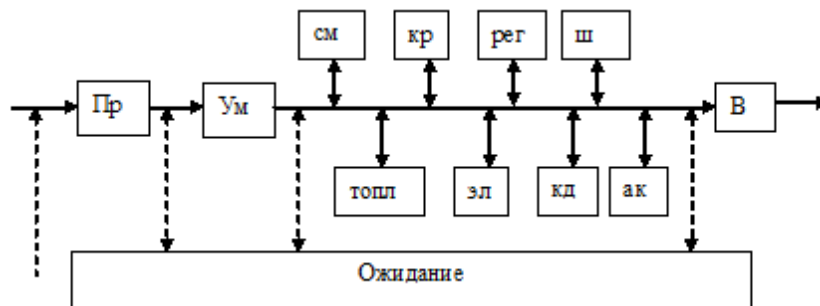 см кр рег ш
Пр Ум В
топл эл кд ак
Ожидание